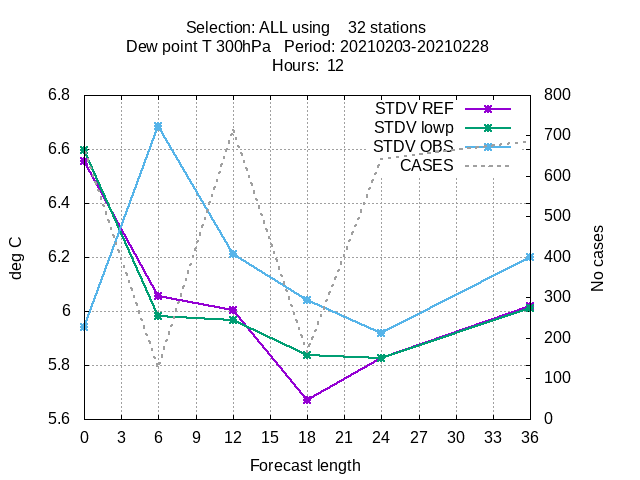 Selection: ALL using    32 stations
Dew point T 300hPa   Period: 20210203-20210228
Hours:  12
6.8
6.6
6.4
6.2
6
5.8
5.6
deg C
800
700
600
500
400
300
200
100
0
No cases
STDV REF
STDV lowp
STDV OBS
CASES
0 3 6 9 12 15 18 21 24 27 30 33 36
Forecast length